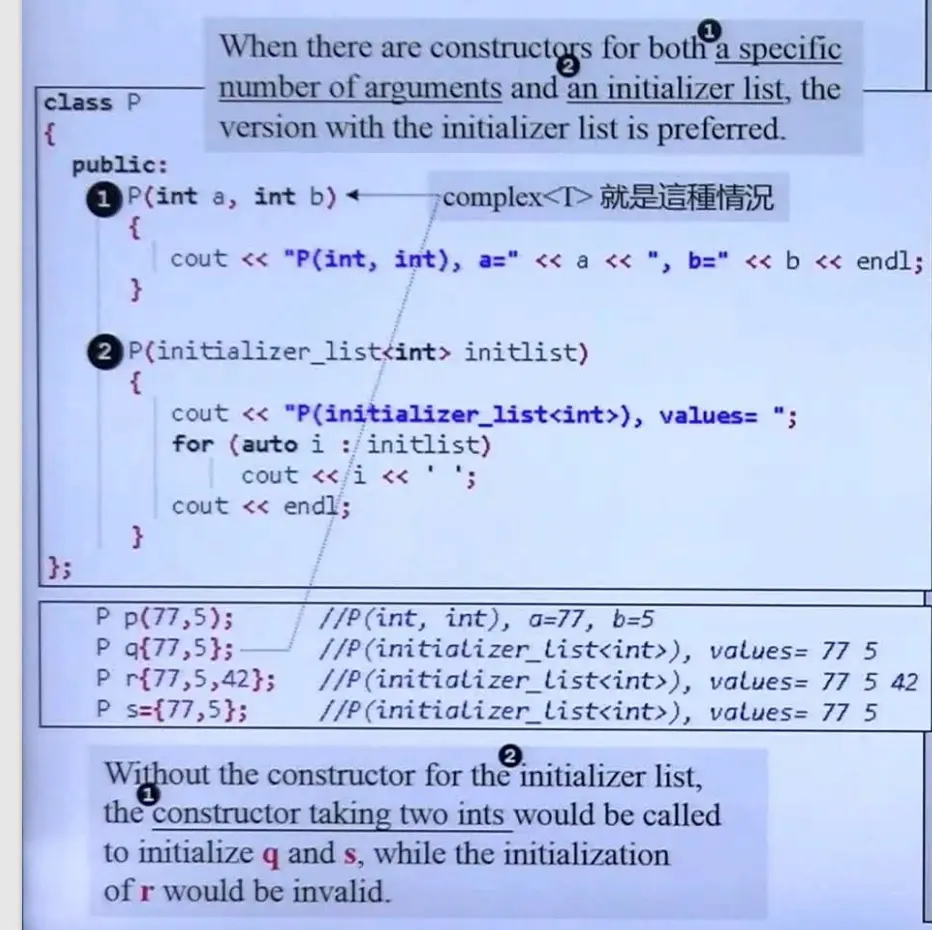 When there are constructors for both ❶ a specific
number of arguments and ❷ an initializer list, the
version with the initializer list is preferred.
class P
{
public:
❶ P(int a, int b)
complex<T> 就是這種情況
{
cout << "P(int, int), a=" << a << ", b=" << b << endl;
}
❷ P(initializer_list<int> initlist)
{
cout << "P(initializer_list<int>), values= ";
for (auto i : initlist)
cout << i << ' ';
cout << endl;
}
};
P p(77,5); //P(int, int), a=77, b=5
P q{77,5}; //P(initializer_list<int>), values= 77 5
P r{77,5,42}; //P(initializer_list<int>), values= 77 5 42
P s={77,5}; //P(initializer_list<int>), values= 77 5
Without the constructor for the ❷ initializer list,
the ❶ constructor taking two ints would be called
to initialize q and s, while the initialization
of r would be invalid.